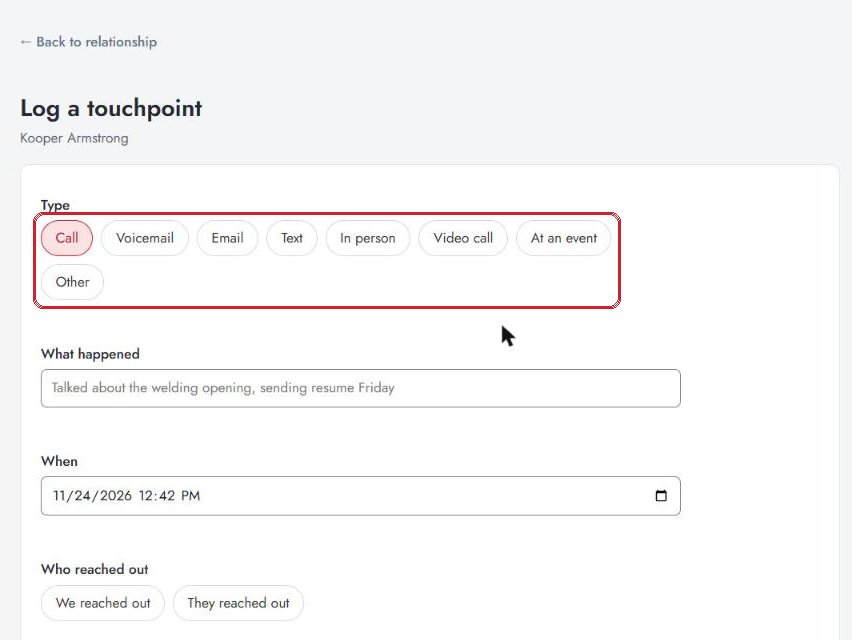 ← Back to relationship
Log a touchpoint
Kooper Armstrong
Type
Call Voicemail Email Text In person Video call At an event
Other
What happened
Talked about the welding opening, sending resume Friday
When
11/24/2026 12:42 PM
Who reached out
We reached out They reached out